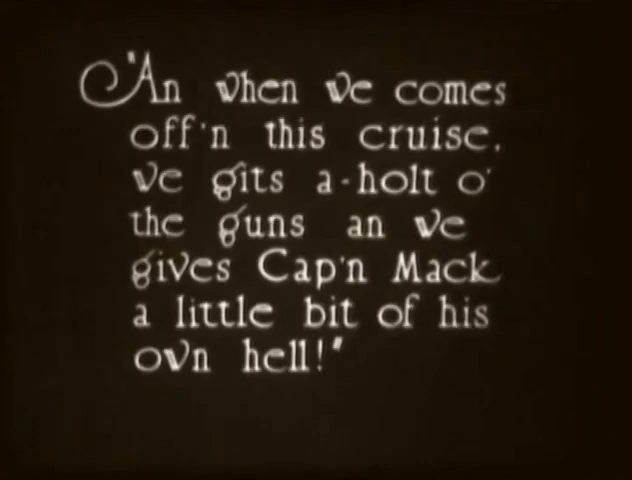 "An when we comes
off'n this cruise,
we gits a-holt o'
the guns an we
gives Cap'n Mack
a little bit of his
own hell!"